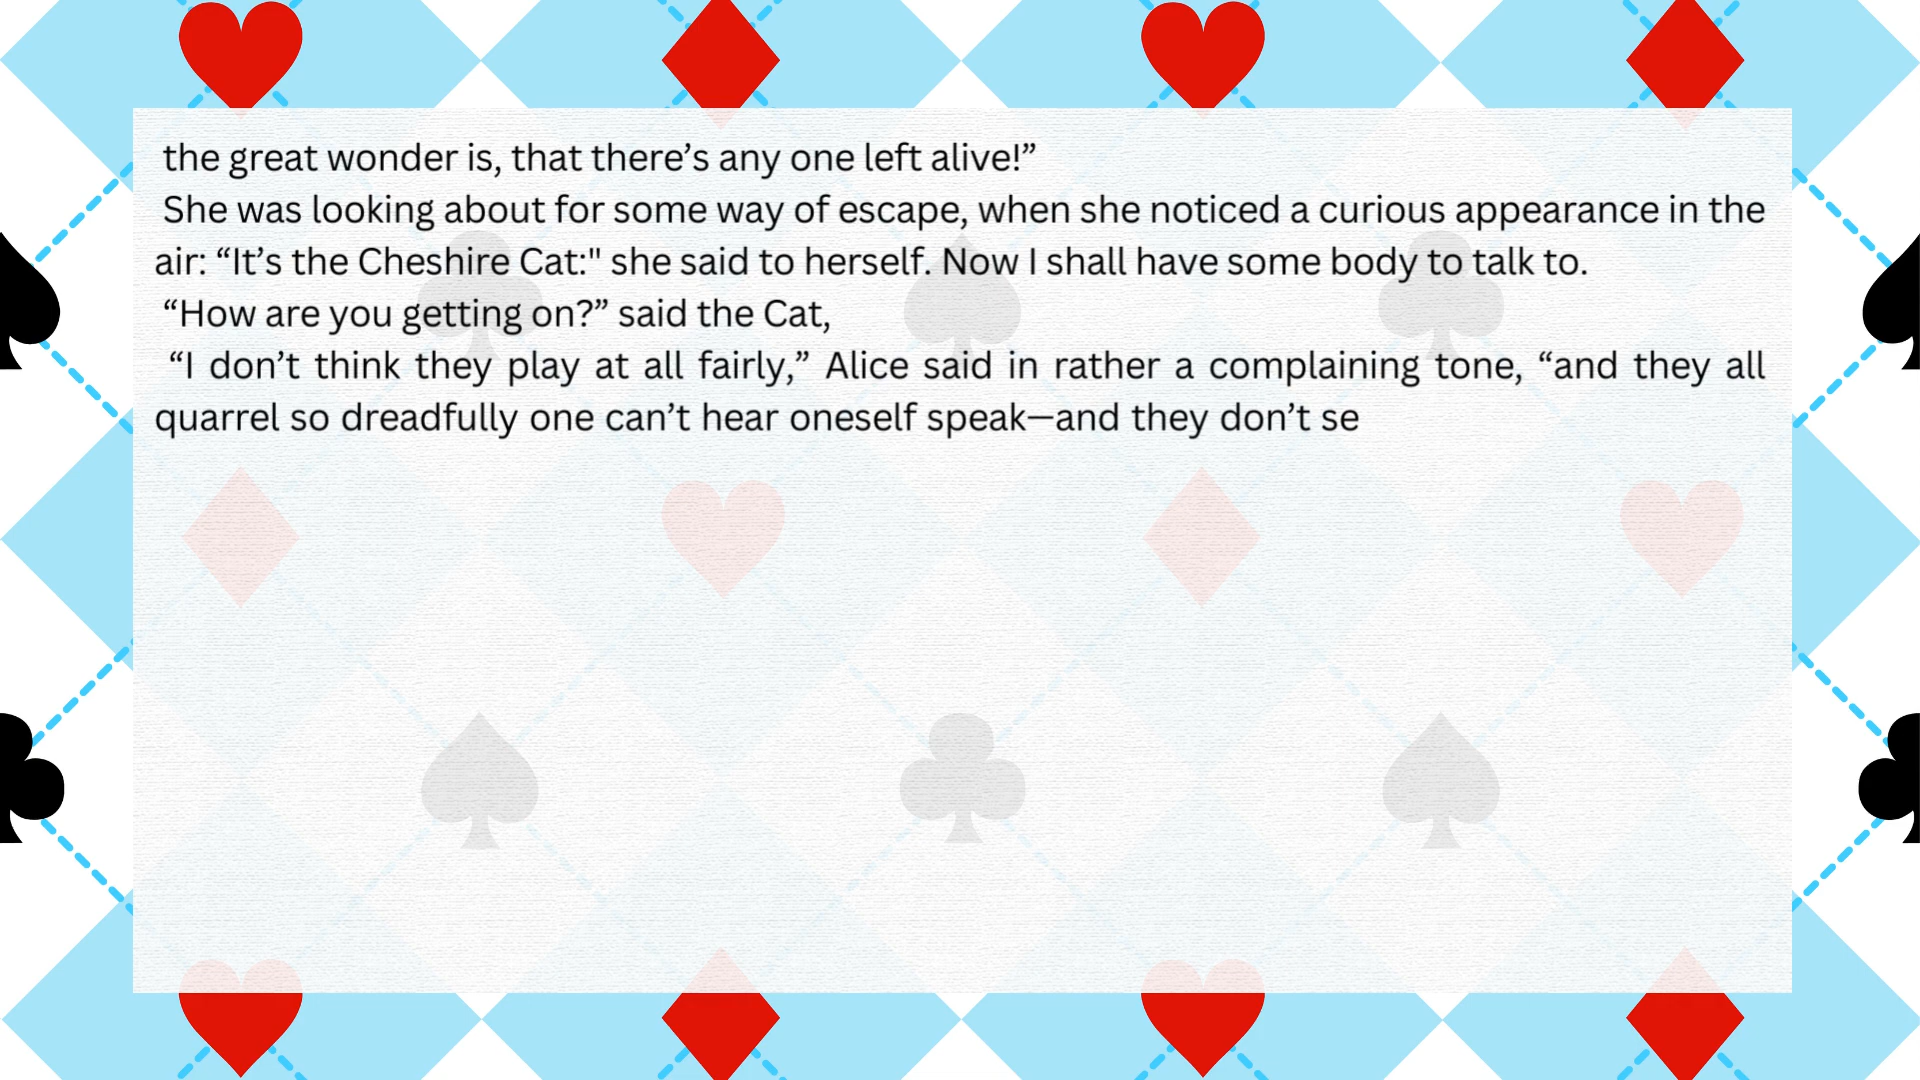 the great wonder is, that there’s any one left alive!”
She was looking about for some way of escape, when she noticed a curious appearance in the
air: “It’s the Cheshire Cat:" she said to herself. Now I shall have some body to talk to.
“How are you getting on?” said the Cat,
“I don’t think they play at all fairly,” Alice said in rather a complaining tone, “and they all
quarrel so dreadfully one can’t hear oneself speak—and they don’t se